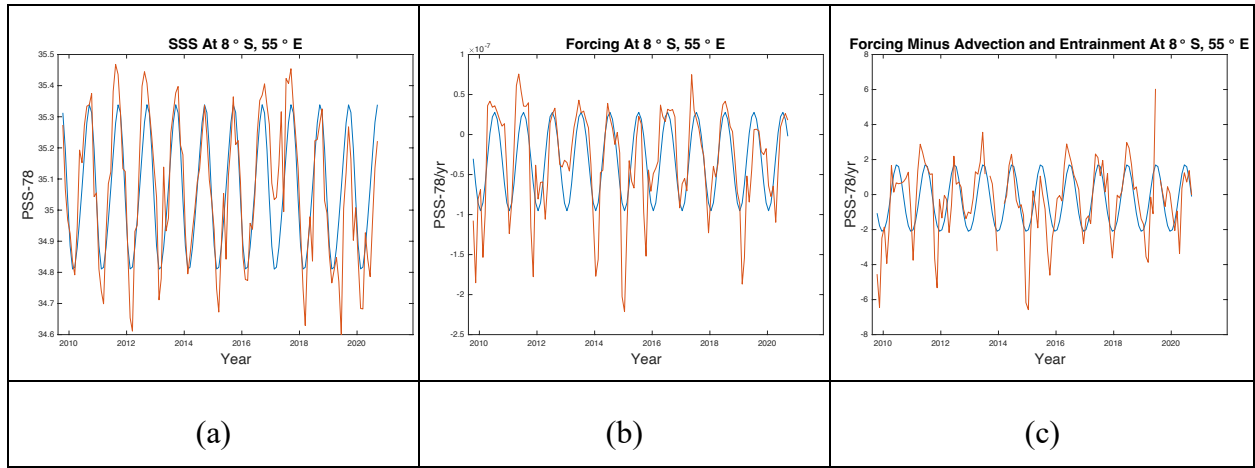 SSS At 8 ° S, 55 ° E
35.5
35.4
35.3
35.2
35.1
35
34.9
34.8
34.7
34.6
PSS-78
2010 2012 2014 2016 2018 2020
Year
(a)
Forcing At 8 ° S, 55 ° E
×10⁻⁷
1
0.5
0
-0.5
-1
-1.5
-2
-2.5
PSS-78/yr
2010 2012 2014 2016 2018 2020
Year
(b)
Forcing Minus Advection and Entrainment At 8° S, 55 ° E
8
6
4
2
0
-2
-4
-6
-8
PSS-78/yr
2010 2012 2014 2016 2018 2020
Year
(c)